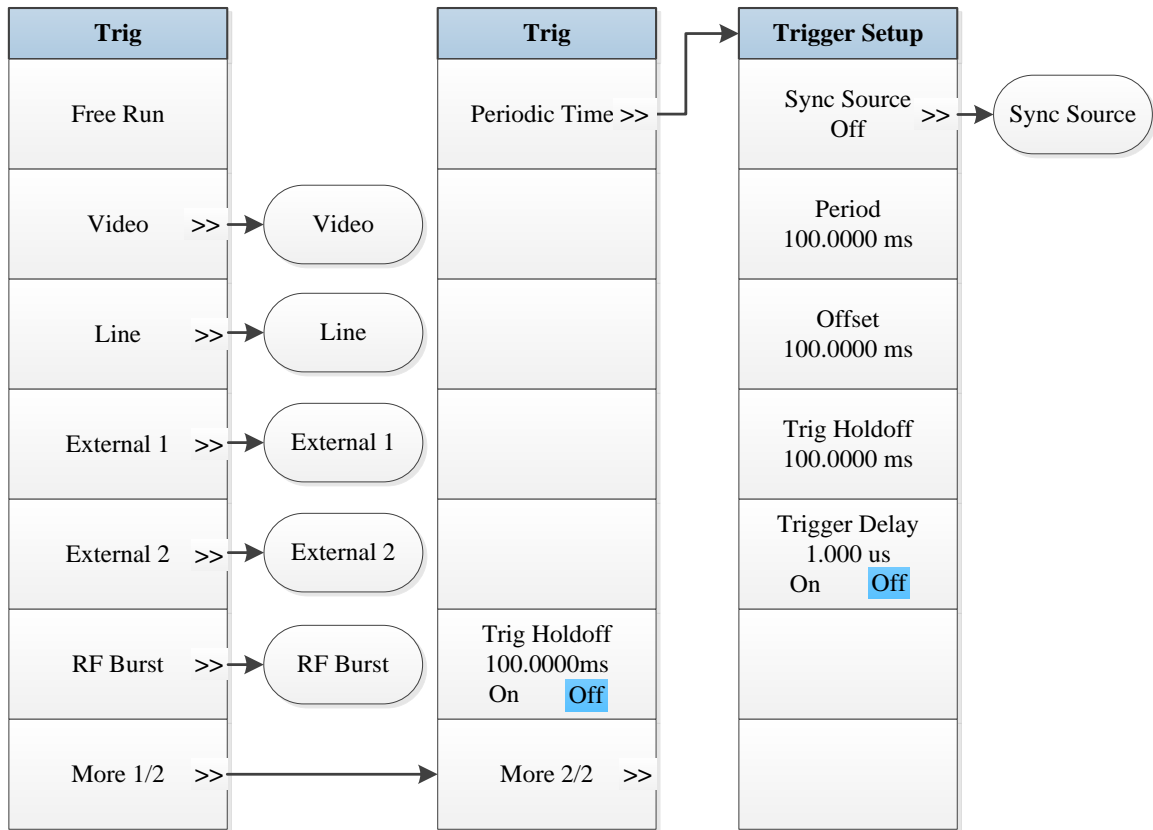 Trig
Free Run
Video >>
Video
Line >>
Line
External 1 >>
External 1
External 2 >>
External 2
RF Burst >>
RF Burst
More 1/2 >>
Trig
Periodic Time >>
Trig Holdoff
100.0000ms
On Off
More 2/2 >>
Trigger Setup
Sync Source
Off >>
Sync Source
Period
100.0000 ms
Offset
100.0000 ms
Trig Holdoff
100.0000 ms
Trigger Delay
1.000 us
On Off